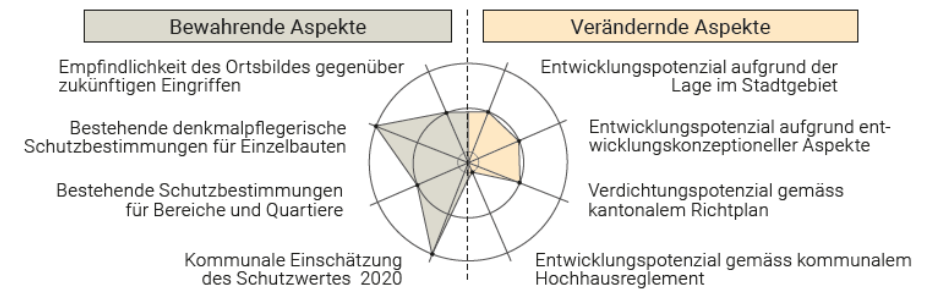 Bewahrende Aspekte
Verändernde Aspekte
Empfindlichkeit des Ortsbildes gegenüber
zukünftigen Eingriffen
Bestehende denkmalpflegerische
Schutzbestimmungen für Einzelbauten
Bestehende Schutzbestimmungen
für Bereiche und Quartiere
Kommunale Einschätzung
des Schutzwertes 2020
Entwicklungspotenzial aufgrund der
Lage im Stadtgebiet
Entwicklungspotenzial aufgrund ent-
wicklungskonzeptioneller Aspekte
Verdichtungspotenzial gemäss
kantonalem Richtplan
Entwicklungspotenzial gemäss kommunalem
Hochhausreglement